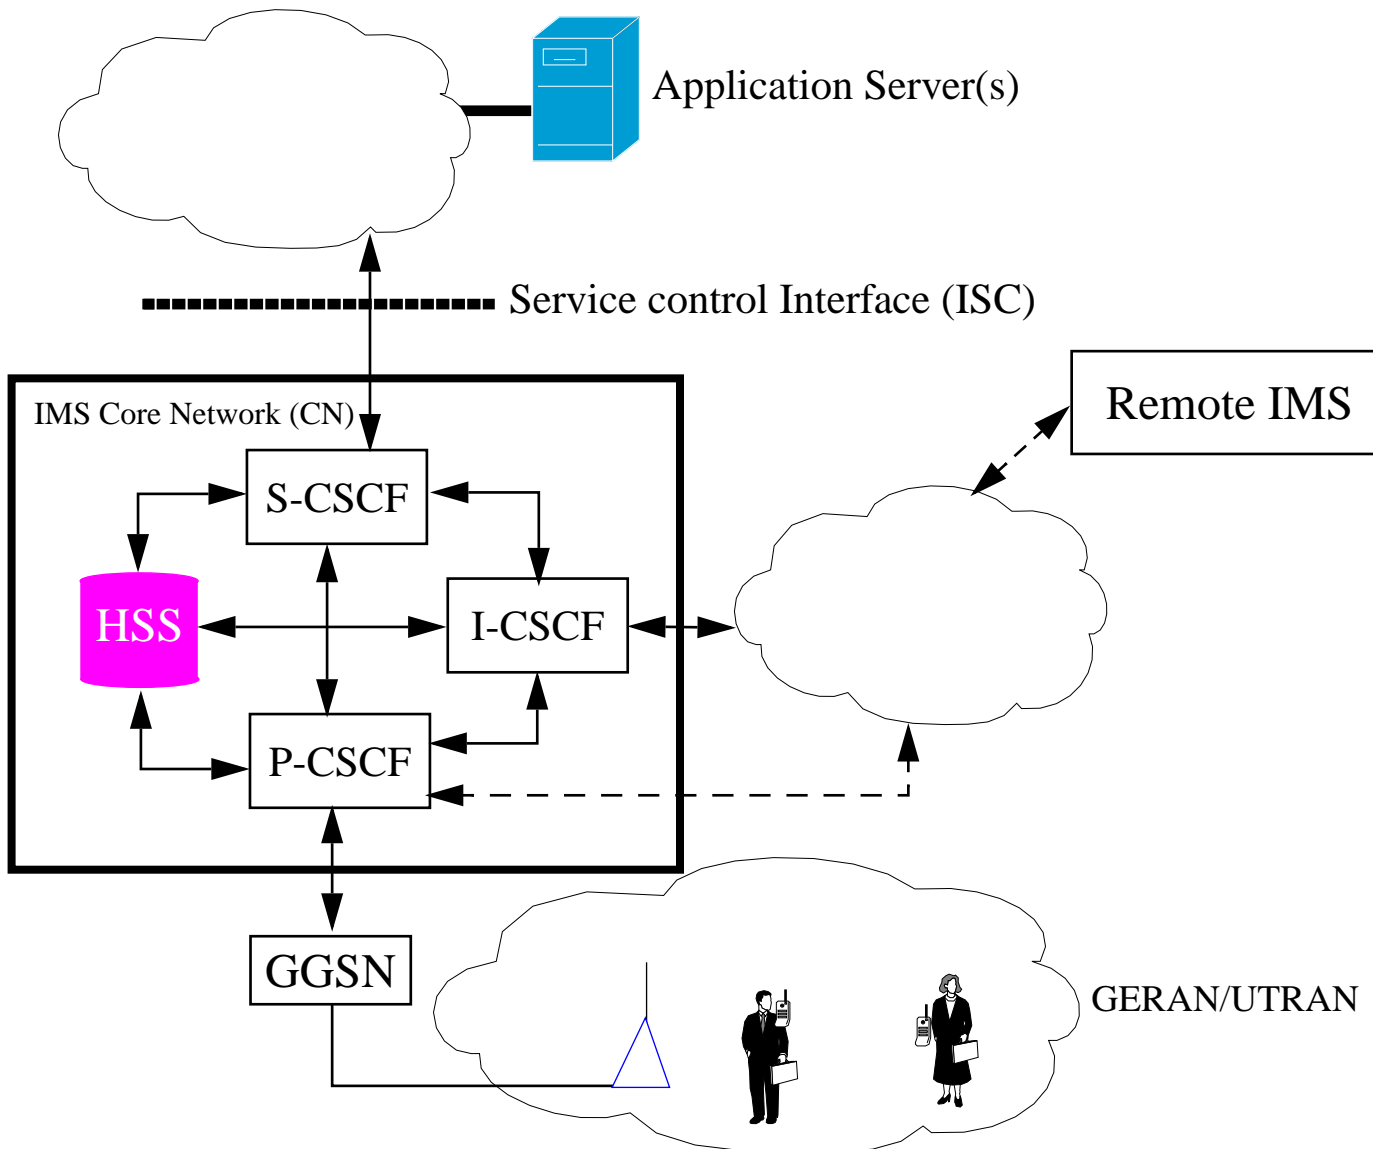 Application Server(s)
Service control Interface (ISC)
IMS Core Network (CN)
Remote IMS
S-CSCF
HSS
I-CSCF
P-CSCF
GGSN
GERAN/UTRAN